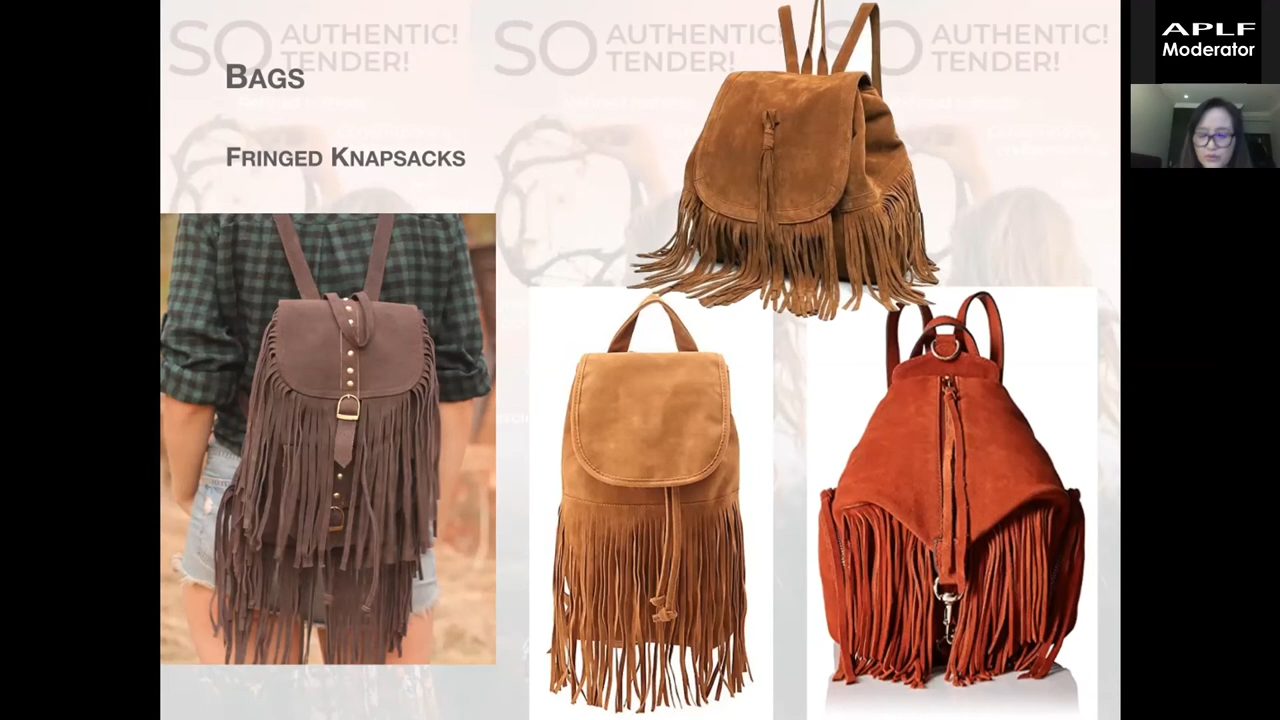 SO AUTHENTIC!
TENDER!
SO AUTHENTIC!
TENDER!
SO AUTHENTIC!
TENDER!
BAGS
FRINGED KNAPSACKS
APLF
Moderator